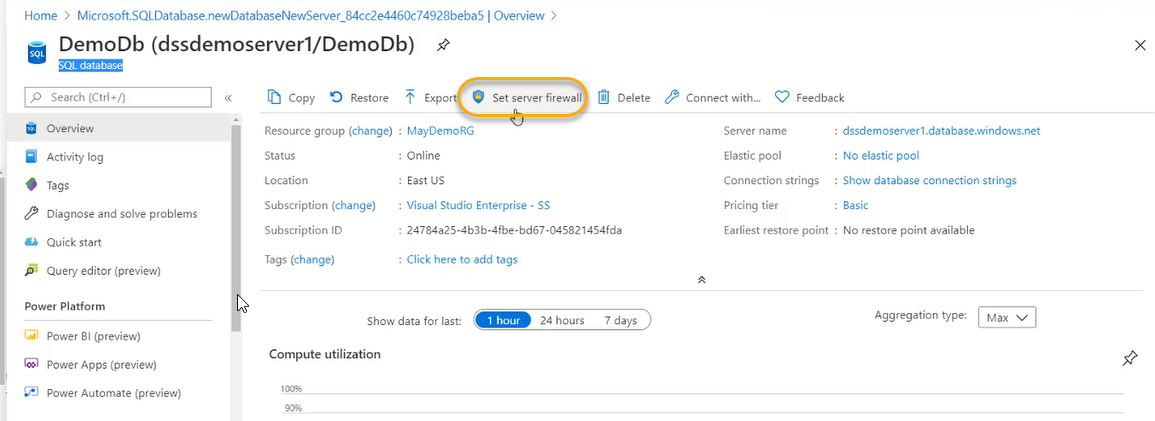 Home > Microsoft.SQLDatabase.newDatabaseNewServer_84cc2e4460c74928beba5 | Overview >
DemoDb (dssdemoserver1/DemoDb)
SQL
SQL database
Search (Ctrl+/)
«
Copy
Restore
Export
Set server firewall
Delete
Connect with...
Feedback
Overview
Activity log
Tags
Diagnose and solve problems
Quick start
Query editor (preview)
Power Platform
Power BI (preview)
Power Apps (preview)
Power Automate (preview)
Resource group (change) : MayDemoRG
Status : Online
Location : East US
Subscription (change) : Visual Studio Enterprise - SS
Subscription ID : 24784a25-4b3b-4fbe-bd67-045821454fda
Tags (change) : Click here to add tags
Server name : dssdemoserver1.database.windows.net
Elastic pool : No elastic pool
Connection strings : Show database connection strings
Pricing tier : Basic
Earliest restore point : No restore point available
Show data for last: 1 hour 24 hours 7 days
Aggregation type: Max
Compute utilization
100%
90%